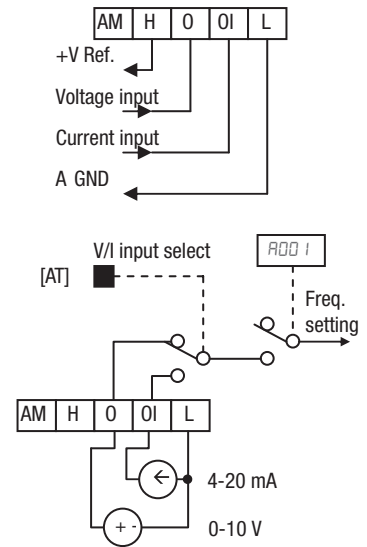 AM H O OI L
+V Ref.
Voltage input
Current input
A GND
V/I input select
A001
[AT]
Freq.
setting
AM H O OI L
4-20 mA
+ -
0-10 V